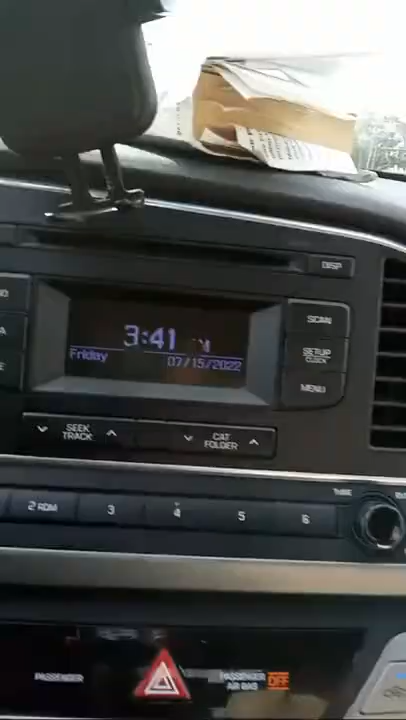 DISP
3:41
SCAN
Friday
07/15/2022
SETUP
CLOCK
MENU
SEEK
TRACK
CAT
FOLDER
2 RDM
3
4
5
6
TUNE
PASSENGER
PASSENGER
AIR BAG OFF